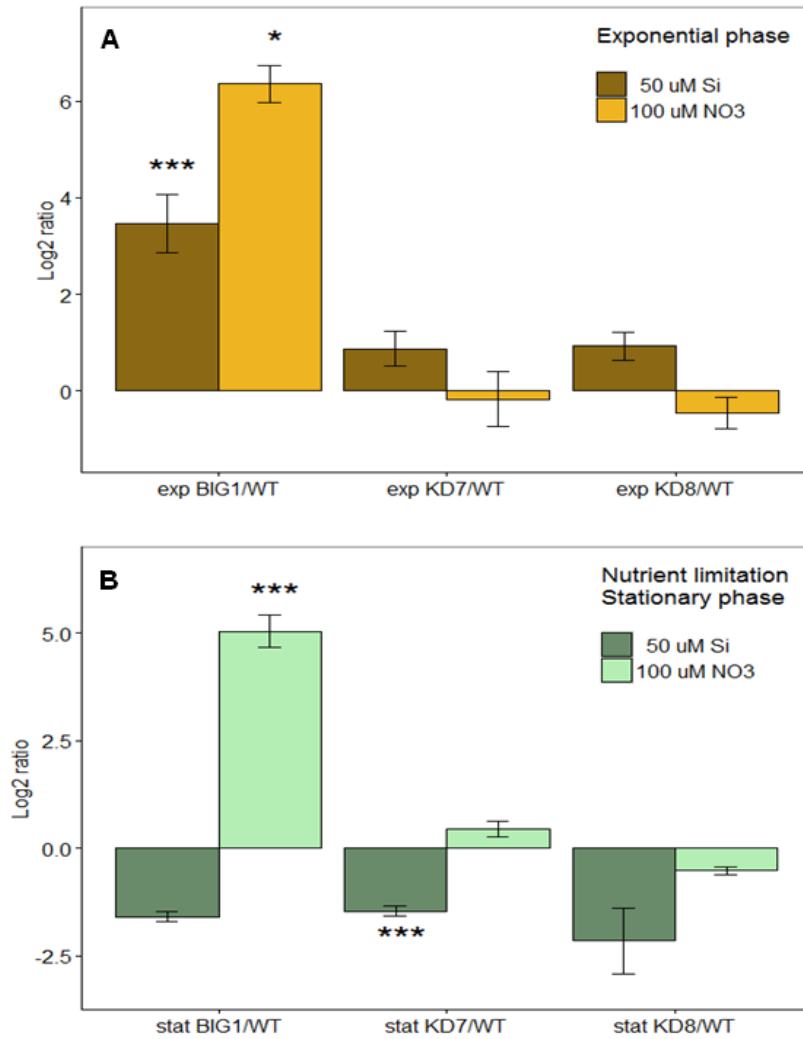 A
Exponential phase
50 uM Si
100 uM NO3
*
***
6
4
2
0
Log2 ratio
exp BIG1/WT
exp KD7/WT
exp KD8/WT
B
Nutrient limitation
Stationary phase
50 uM Si
100 uM NO3
***
***
5.0
2.5
0.0
-2.5
Log2 ratio
stat BIG1/WT
stat KD7/WT
stat KD8/WT